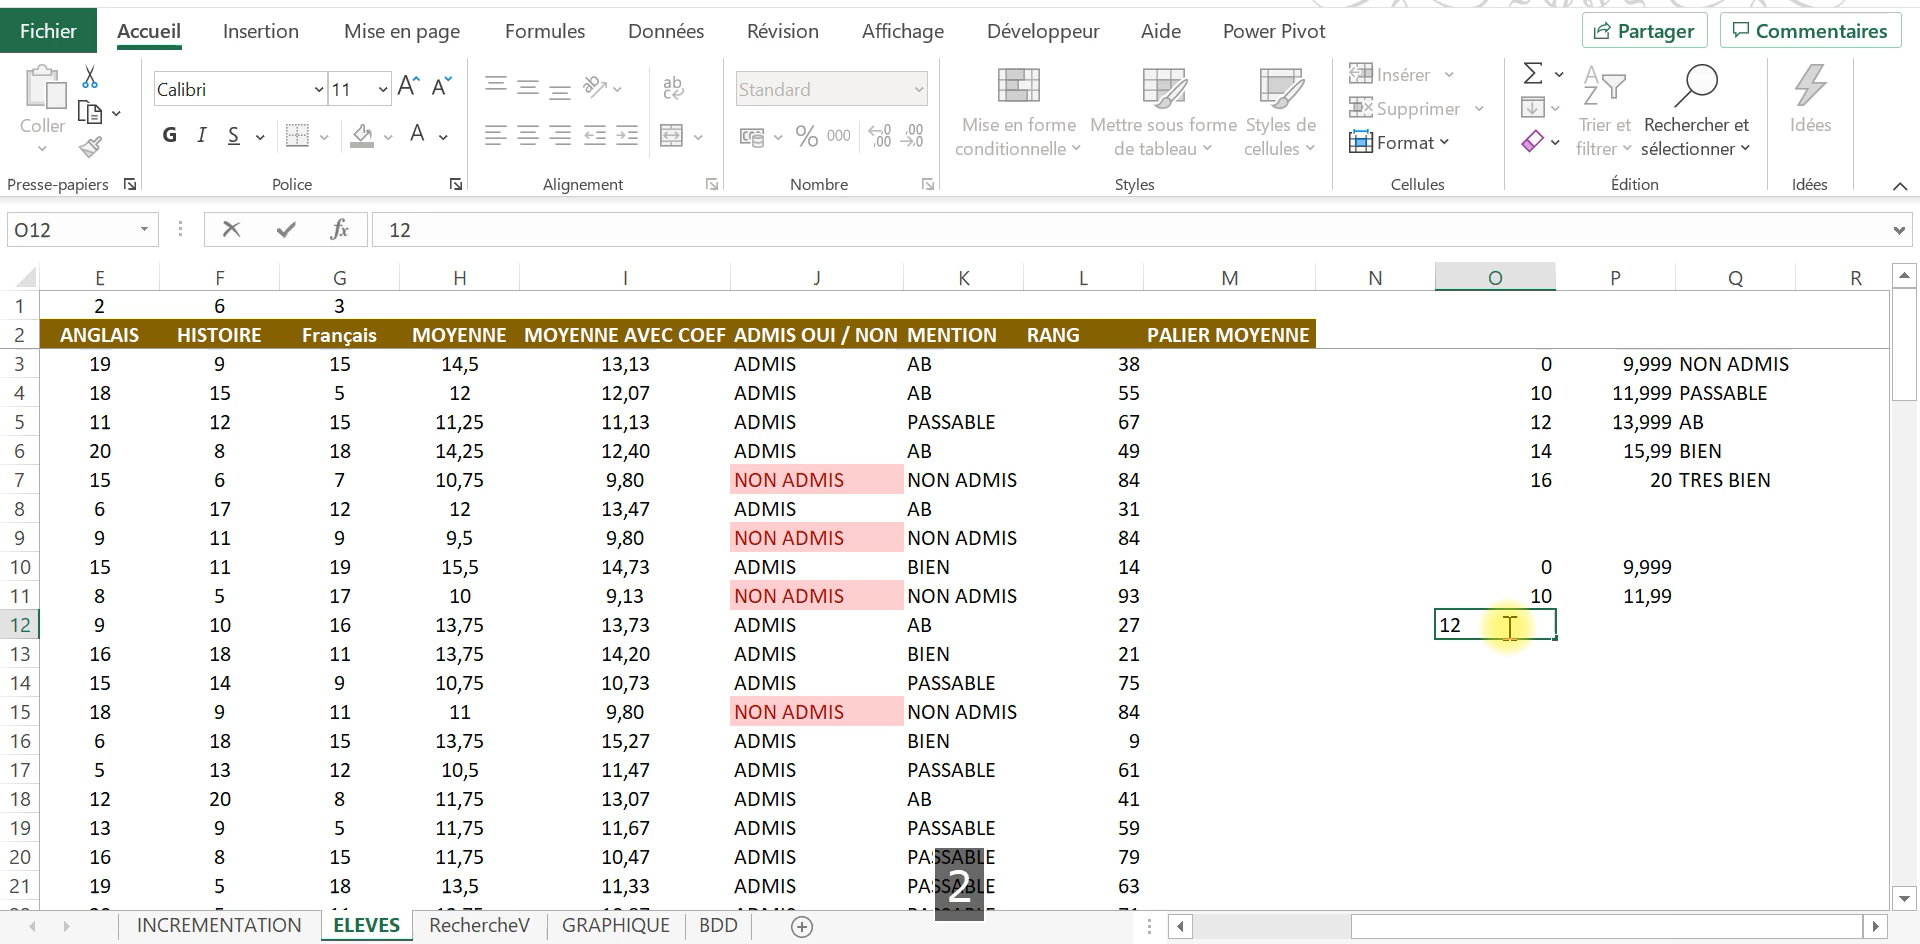 Fichier Accueil Insertion Mise en page Formules Données Révision Affichage Développeur Aide Power Pivot Partager Commentaires
Coller
Calibri 11
G I S A
ab
Standard
% 000
Mise en forme conditionnelle
Mettre sous forme de tableau
Styles de cellules
Insérer
Supprimer
Format
Trier et filtrer
Rechercher et sélectionner
Idées
Presse-papiers Police Alignement Nombre Styles Cellules Édition Idées
O12 fx 12
E F G H I J K L M N O P Q R
1 2 6 3
2 ANGLAIS HISTOIRE Français MOYENNE MOYENNE AVEC COEF ADMIS OUI / NON MENTION RANG PALIER MOYENNE
3 19 9 15 14,5 13,13 ADMIS AB 38 0 9,999 NON ADMIS
4 18 15 5 12 12,07 ADMIS AB 55 10 11,999 PASSABLE
5 11 12 15 11,25 11,13 ADMIS PASSABLE 67 12 13,999 AB
6 20 8 18 14,25 12,40 ADMIS AB 49 14 15,99 BIEN
7 15 6 7 10,75 9,80 NON ADMIS NON ADMIS 84 16 20 TRES BIEN
8 6 17 12 12 13,47 ADMIS AB 31
9 9 11 9 9,5 9,80 NON ADMIS NON ADMIS 84
10 15 11 19 15,5 14,73 ADMIS BIEN 14 0 9,999
11 8 5 17 10 9,13 NON ADMIS NON ADMIS 93 10 11,99
12 9 10 16 13,75 13,73 ADMIS AB 27 12
13 16 18 11 13,75 14,20 ADMIS BIEN 21
14 15 14 9 10,75 10,73 ADMIS PASSABLE 75
15 18 9 11 11 9,80 NON ADMIS NON ADMIS 84
16 6 18 15 13,75 15,27 ADMIS BIEN 9
17 5 13 12 10,5 11,47 ADMIS PASSABLE 61
18 12 20 8 11,75 13,07 ADMIS AB 41
19 13 9 5 11,75 11,67 ADMIS PASSABLE 59
20 16 8 15 11,75 10,47 ADMIS PASSABLE 79
21 19 5 18 13,5 11,33 ADMIS PASSABLE 63
2
INCREMENTATION ELEVES RechercheV GRAPHIQUE BDD